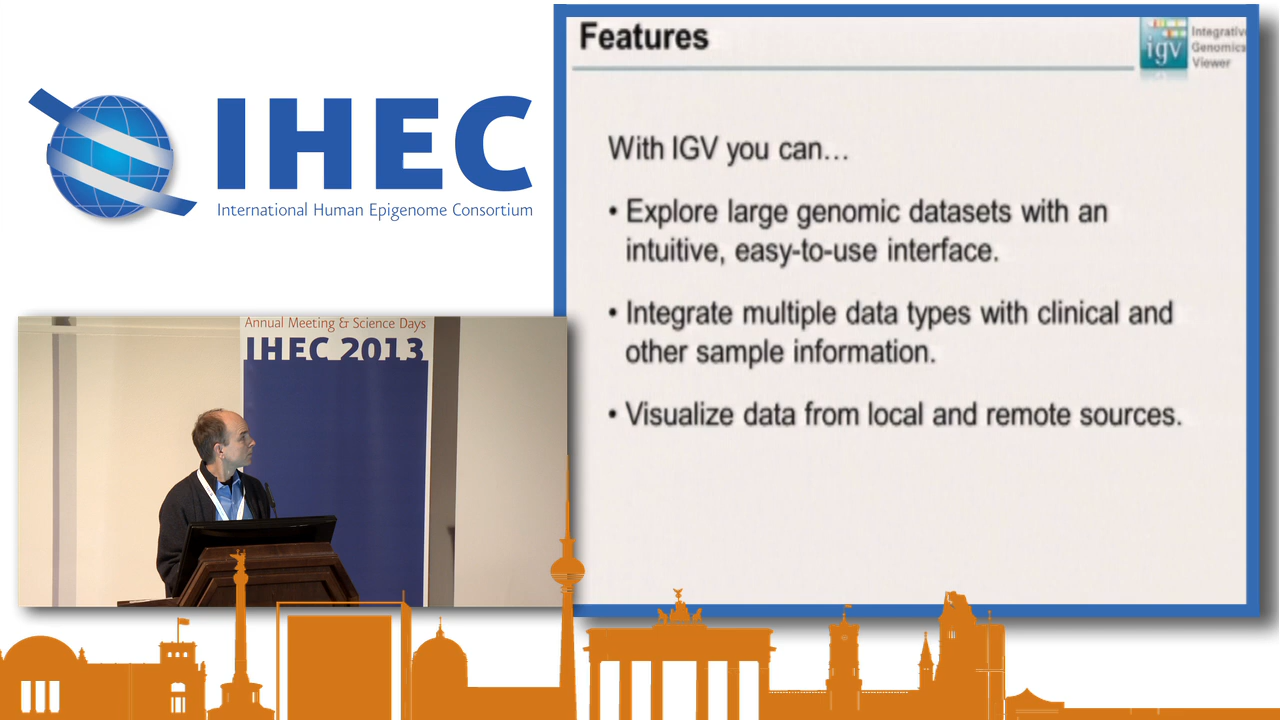 IHEC
International Human Epigenome Consortium
Annual Meeting & Science Days
IHEC 2013
Features
igv
Integrative
Genomics
Viewer
With IGV you can…
• Explore large genomic datasets with an
intuitive, easy-to-use interface.
• Integrate multiple data types with clinical and
other sample information.
• Visualize data from local and remote sources.